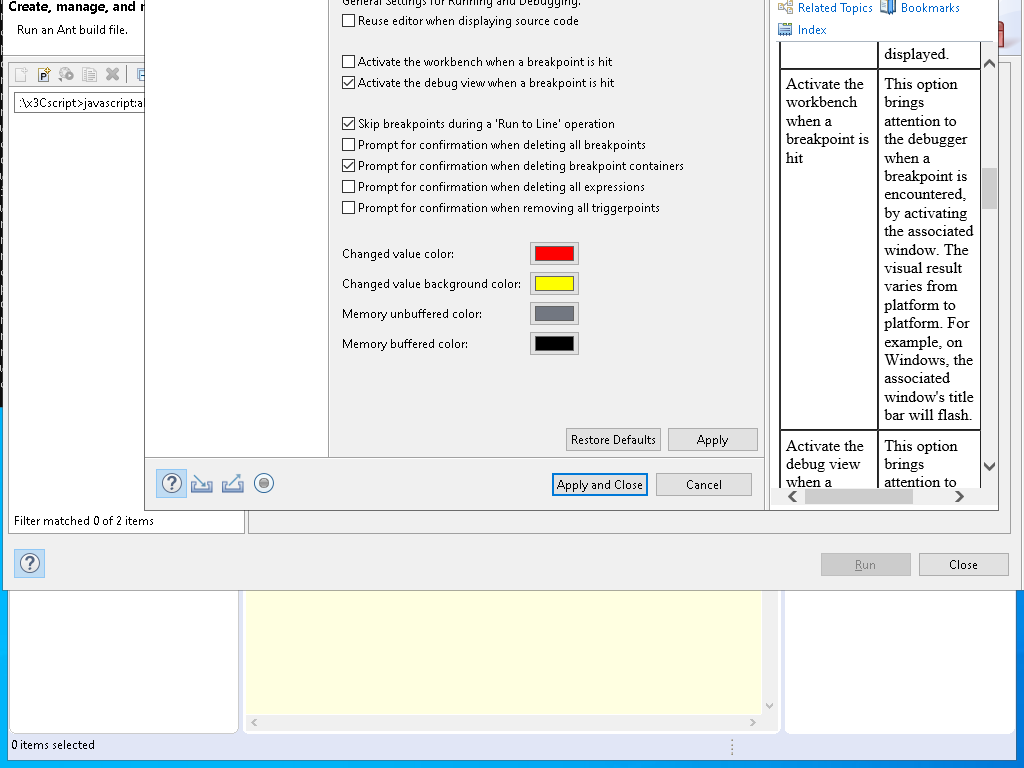 Create, manage, and r
Run an Ant build file.
:\x3Cscript>javascript:al
Filter matched 0 of 2 items
General Settings for Running and Debugging.
Reuse editor when displaying source code
Activate the workbench when a breakpoint is hit
Activate the debug view when a breakpoint is hit
Skip breakpoints during a 'Run to Line' operation
Prompt for confirmation when deleting all breakpoints
Prompt for confirmation when deleting breakpoint containers
Prompt for confirmation when deleting all expressions
Prompt for confirmation when removing all triggerpoints
Changed value color:
Changed value background color:
Memory unbuffered color:
Memory buffered color:
Restore Defaults
Apply
Apply and Close
Cancel
Related Topics
Bookmarks
Index
displayed.
Activate the
workbench
when a
breakpoint is
hit
This option
brings
attention to
the debugger
when a
breakpoint is
encountered,
by activating
the associated
window. The
visual result
varies from
platform to
platform. For
example, on
Windows, the
associated
window's title
bar will flash.
Activate the
debug view
when a
This option
brings
attention to
Run
Close
0 items selected